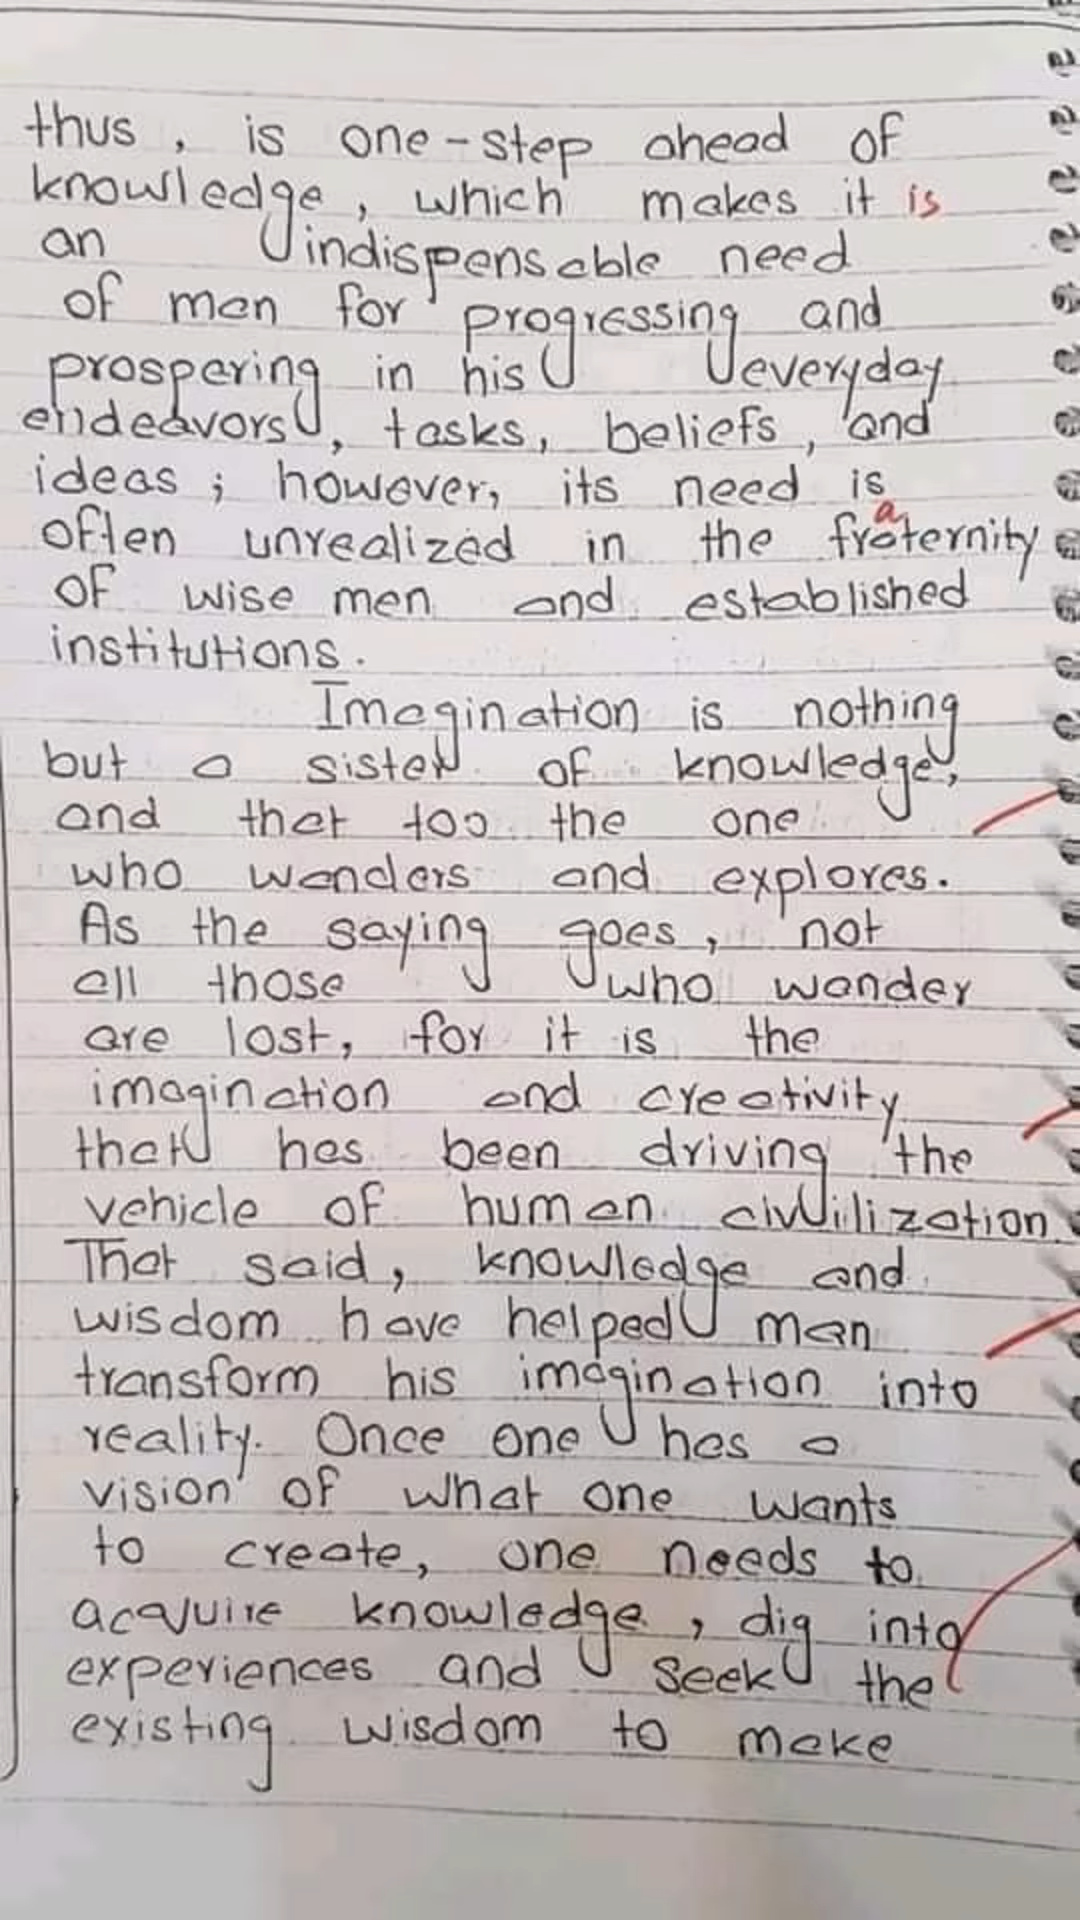 thus, is one-step ahead of
knowledge, which makes it is
an indispensable need
of man for progressing and
prospering in his everyday
endeavors, tasks, beliefs, and
ideas; however, its need is
a
often unrealized in the fraternity
of wise men and established
institutions.
Imagination is nothing
but a sister of knowledge,
and that too the one
who wanders and explores.
As the saying goes, not
all those who wander
are lost, for it is the
imagination and creativity
that has been driving the
vehicle of human civilization
That said, knowledge and
wisdom have helped man
transform his imagination into
reality. Once one has a
vision of what one wants
to create, one needs to
acquire knowledge, dig into
experiences and seek the
existing wisdom to make